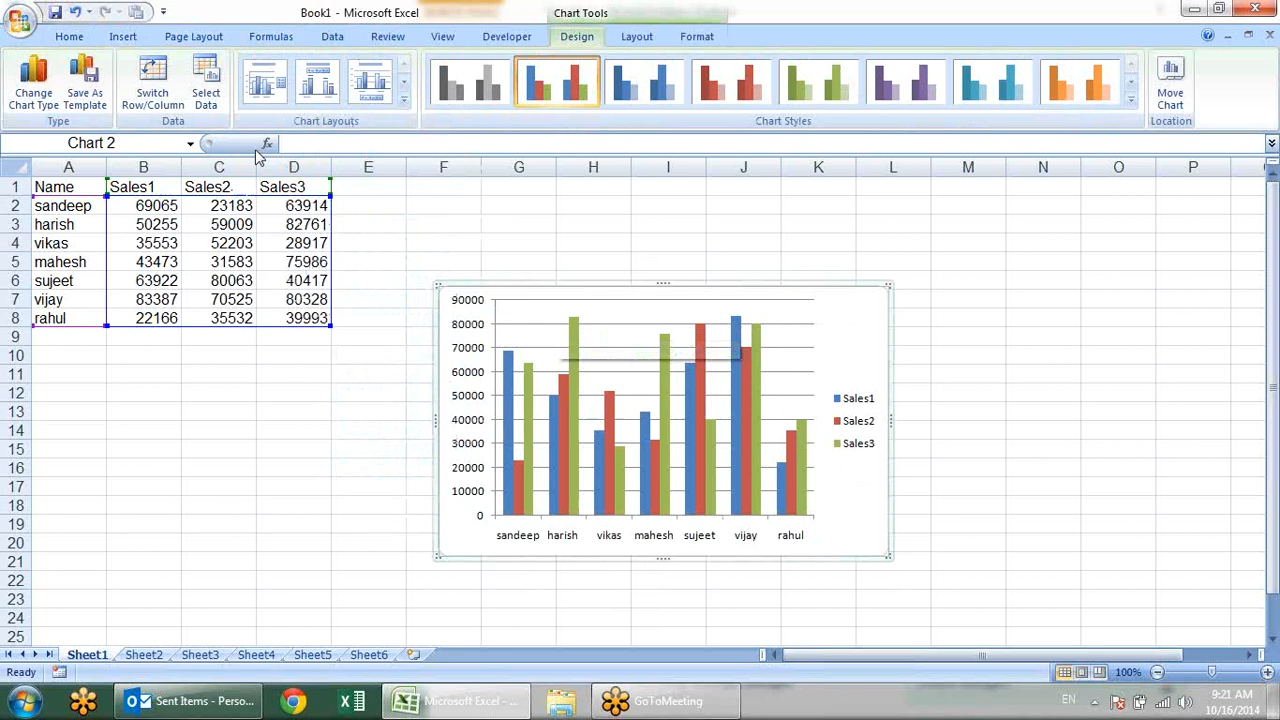 Book1 - Microsoft Excel
Chart Tools
Home Insert Page Layout Formulas Data Review View Developer Design Layout Format
Change Chart Type
Save As Template
Switch Row/Column
Select Data
Move Chart
Type Data Chart Layouts Chart Styles Location
Chart 2 fx
A B C D E F G H I J K L M N O P
1 Name Sales1 Sales2 Sales3
2 sandeep 69065 23183 63914
3 harish 50255 59009 82761
4 vikas 35553 52203 28917
5 mahesh 43473 31583 75986
6 sujeet 63922 80063 40417
7 vijay 83387 70525 80328
8 rahul 22166 35532 39993
9
10
11
12
13
14
15
16
17
18
19
20
21
22
23
24
25
90000
80000
70000
60000
50000
40000
30000
20000
10000
0
sandeep harish vikas mahesh sujeet vijay rahul
Sales1
Sales2
Sales3
Sheet1 Sheet2 Sheet3 Sheet4 Sheet5 Sheet6
Ready 100%
Sent Items - Perso...
Microsoft Excel - ...
GoToMeeting
EN
9:21 AM
10/16/2014